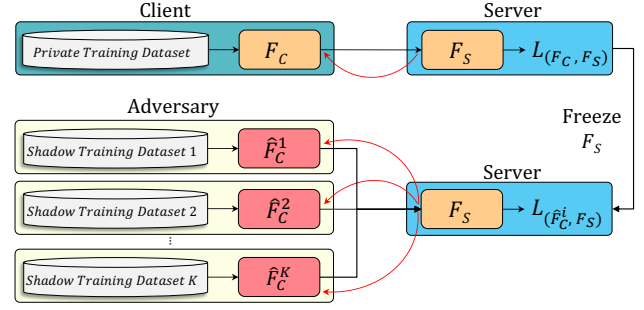 Client
Server
Private Training Dataset
F_C
F_S
L_(F_C, F_S)
Adversary
Freeze
F_S
Shadow Training Dataset 1
F̂_C^1
Server
Shadow Training Dataset 2
F̂_C^2
F_S
L_(F̂_C^i, F_S)
...
Shadow Training Dataset K
F̂_C^K